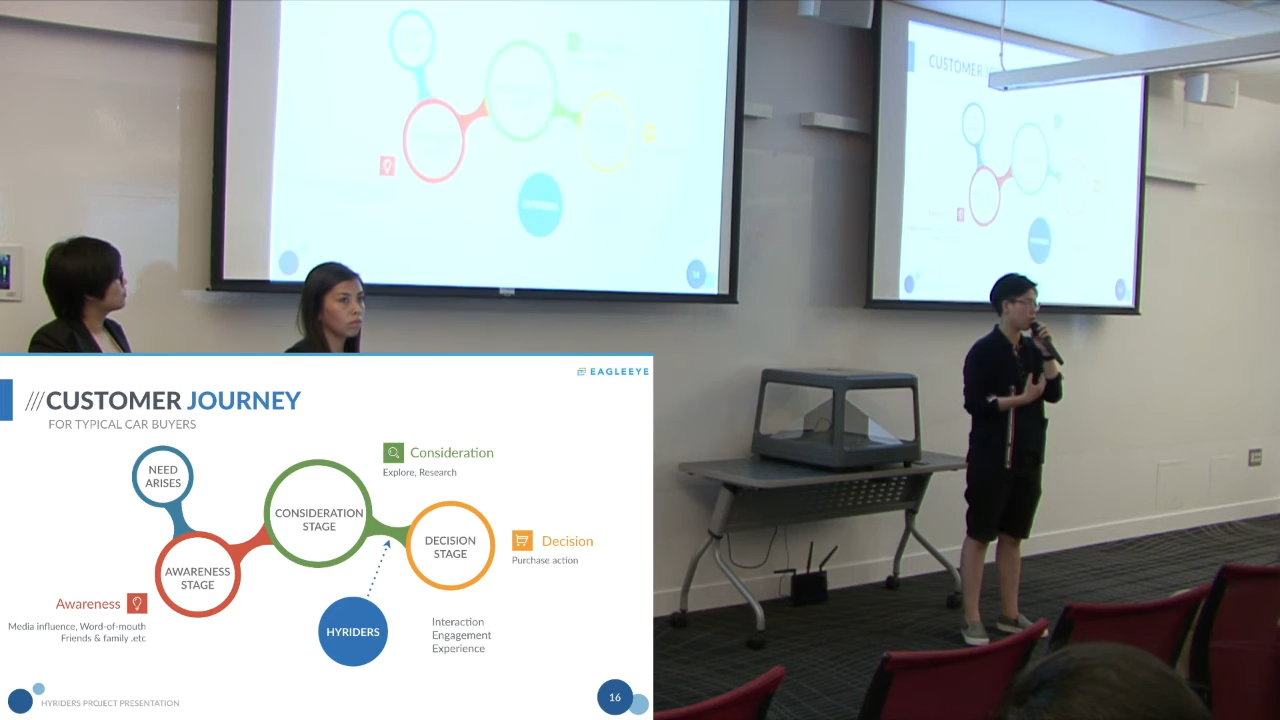 CUSTOMER
EAGLEEYE
///CUSTOMER JOURNEY
FOR TYPICAL CAR BUYERS
NEED
ARISES
Consideration
Explore, Research
CONSIDERATION
STAGE
DECISION
STAGE
Decision
Purchase action
AWARENESS
STAGE
Awareness
Media influence, Word-of-mouth
Friends & family .etc
HYRIDERS
Interaction
Engagement
Experience
HYRIDERS PROJECT PRESENTATION
16